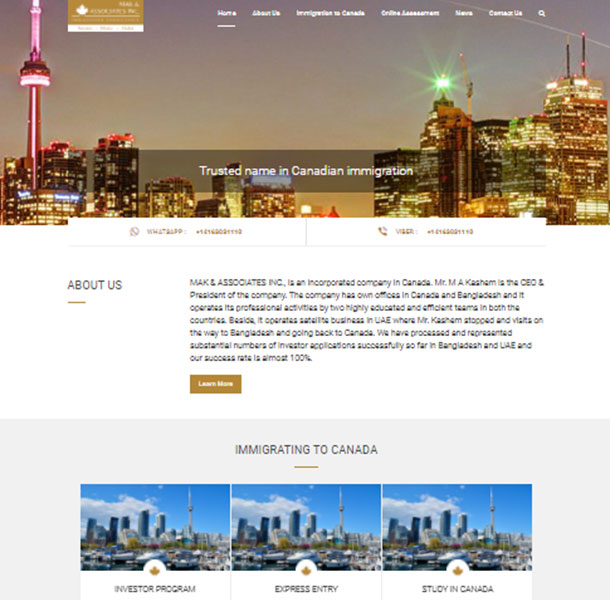 MAK &
ASSOCIATES INC.
Home About Us Immigration to Canada Online Assessment News Contact Us
Trusted name in Canadian immigration
WHATSAPP :
VIBER :
ABOUT US
MAK & ASSOCIATES INC., is an incorporated company in Canada. Mr. M A Kashem is the CEO &
President of the company. The company has own offices in Canada and Bangladesh and it
operates its professional activities by two highly educated and efficient teams in both the
countries. Beside, it operates satellite business in UAE where Mr. Kashem stopped and visits on
the way to Bangladesh and going back to Canada. We have processed and represented
substantial numbers of investor applications successfully so far in Bangladesh and UAE and
our success rate is almost 100%.
Learn More
IMMIGRATING TO CANADA
INVESTOR PROGRAM
EXPRESS ENTRY
STUDY IN CANADA